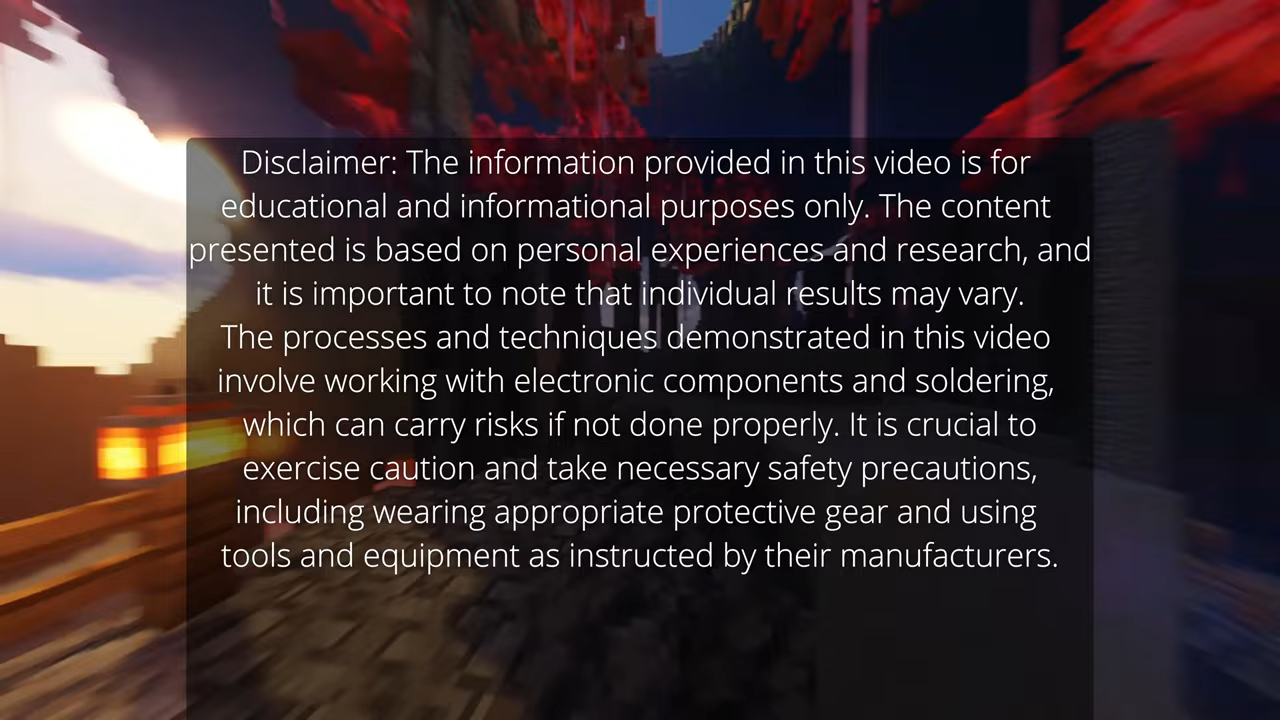 Disclaimer: The information provided in this video is for
educational and informational purposes only. The content
presented is based on personal experiences and research, and
it is important to note that individual results may vary.
The processes and techniques demonstrated in this video
involve working with electronic components and soldering,
which can carry risks if not done properly. It is crucial to
exercise caution and take necessary safety precautions,
including wearing appropriate protective gear and using
tools and equipment as instructed by their manufacturers.